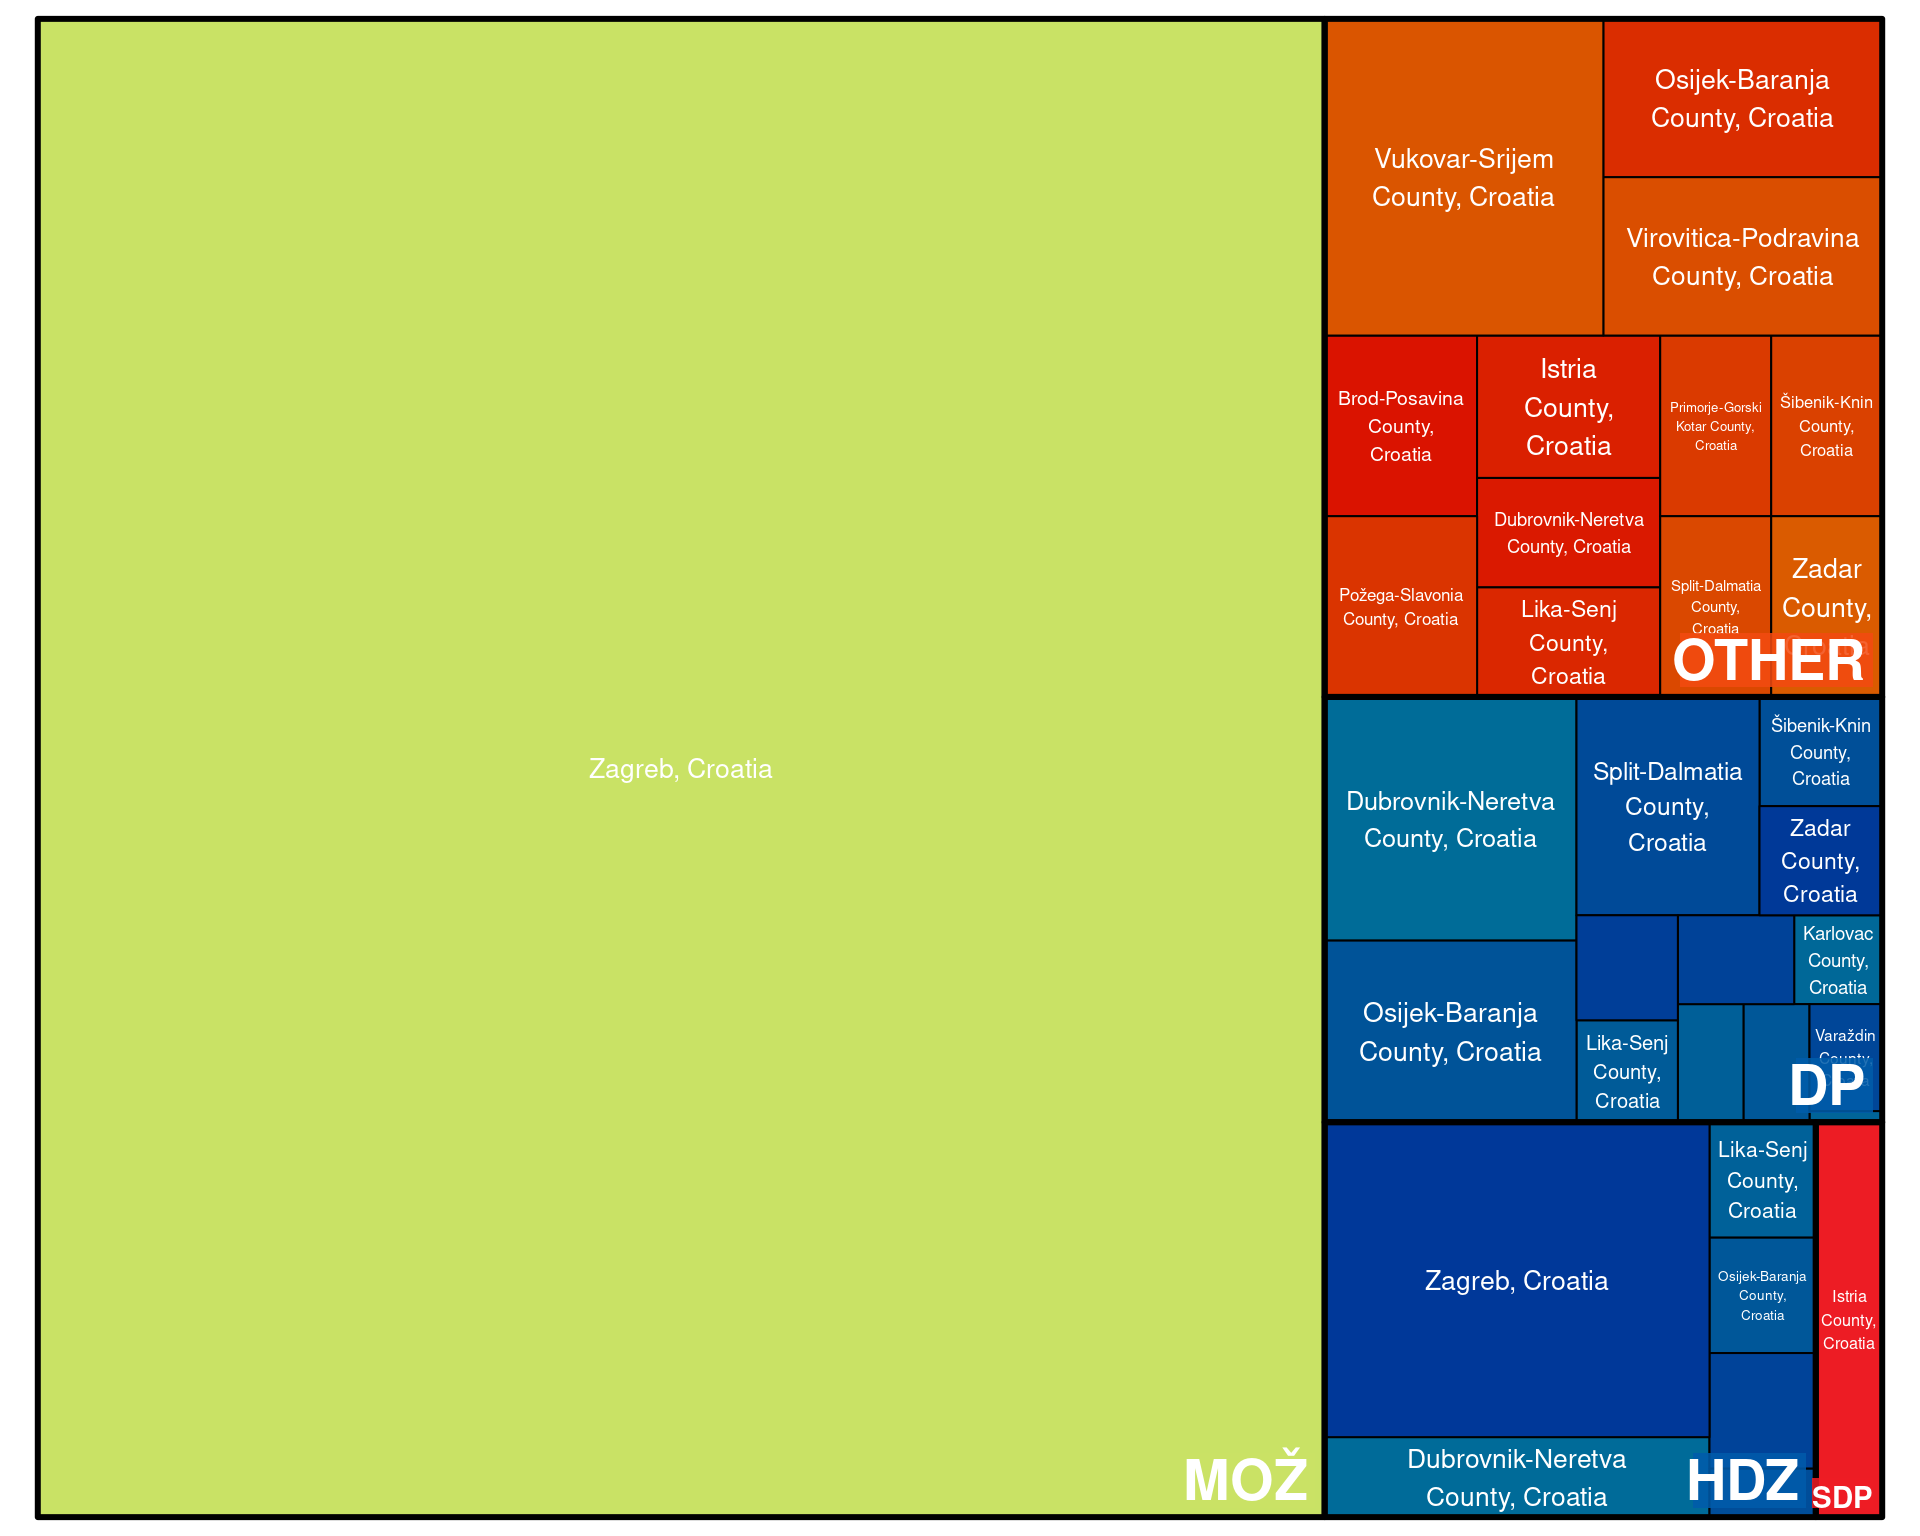 Zagreb, Croatia
MOŽ
Vukovar-Srijem
County, Croatia
Osijek-Baranja
County, Croatia
Virovitica-Podravina
County, Croatia
Brod-Posavina
County,
Croatia
Istria
County,
Croatia
Primorje-Gorski
Kotar County,
Croatia
Šibenik-Knin
County,
Croatia
Požega-Slavonia
County, Croatia
Dubrovnik-Neretva
County, Croatia
Lika-Senj
County,
Croatia
Split-Dalmatia
County,
Croatia
Zadar
County,
Croatia
OTHER
Dubrovnik-Neretva
County, Croatia
Osijek-Baranja
County, Croatia
Split-Dalmatia
County,
Croatia
Šibenik-Knin
County,
Croatia
Zadar
County,
Croatia
Lika-Senj
County,
Croatia
Karlovac
County,
Croatia
Varaždin
County,
DP
Zagreb, Croatia
Dubrovnik-Neretva
County, Croatia
Lika-Senj
County,
Croatia
Osijek-Baranja
County,
Croatia
HDZ
Istria
County,
Croatia
SDP